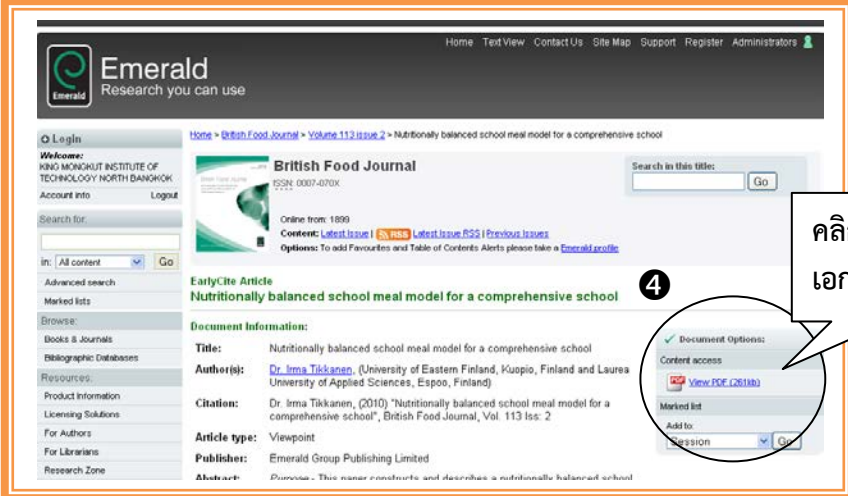 Home Text View Contact Us Site Map Support Register Administrators
Emerald
Research you can use
Emerald
Login
Welcome:
KING MONGKUT INSTITUTE OF
TECHNOLOGY NORTH BANGKOK
Account info Logout
Search for:
in: All content Go
Advanced search
Marked lists
Browse:
Books & Journals
Bibliographic Databases
Resources:
Product Information
Licensing Solutions
For Authors
For Librarians
Research Zone
Home > British Food Journal > Volume 113 issue 2 > Nutritionally balanced school meal model for a comprehensive school
British Food Journal
ISSN: 0007-070X
Online from: 1899
Content: Latest Issue | RSS Latest Issue RSS | Previous Issues
Options: To add Favourites and Table of Contents Alerts please take a Emerald profile
Search in this title:
Go
EarlyCite Article
Nutritionally balanced school meal model for a comprehensive school
Document Information:
Title: Nutritionally balanced school meal model for a comprehensive school
Author(s): Dr. Irma Tikkanen, (University of Eastern Finland, Kuopio, Finland and Laurea
University of Applied Sciences, Espoo, Finland)
Citation: Dr. Irma Tikkanen, (2010) "Nutritionally balanced school meal model for a
comprehensive school", British Food Journal, Vol. 113 Iss: 2
Article type: Viewpoint
Publisher: Emerald Group Publishing Limited
Abstract: Purpose - This paper constructs and describes a nutritionally balanced school
4
Document Options:
Content access
View PDF (261kb)
Marked list
Add to:
Session Go